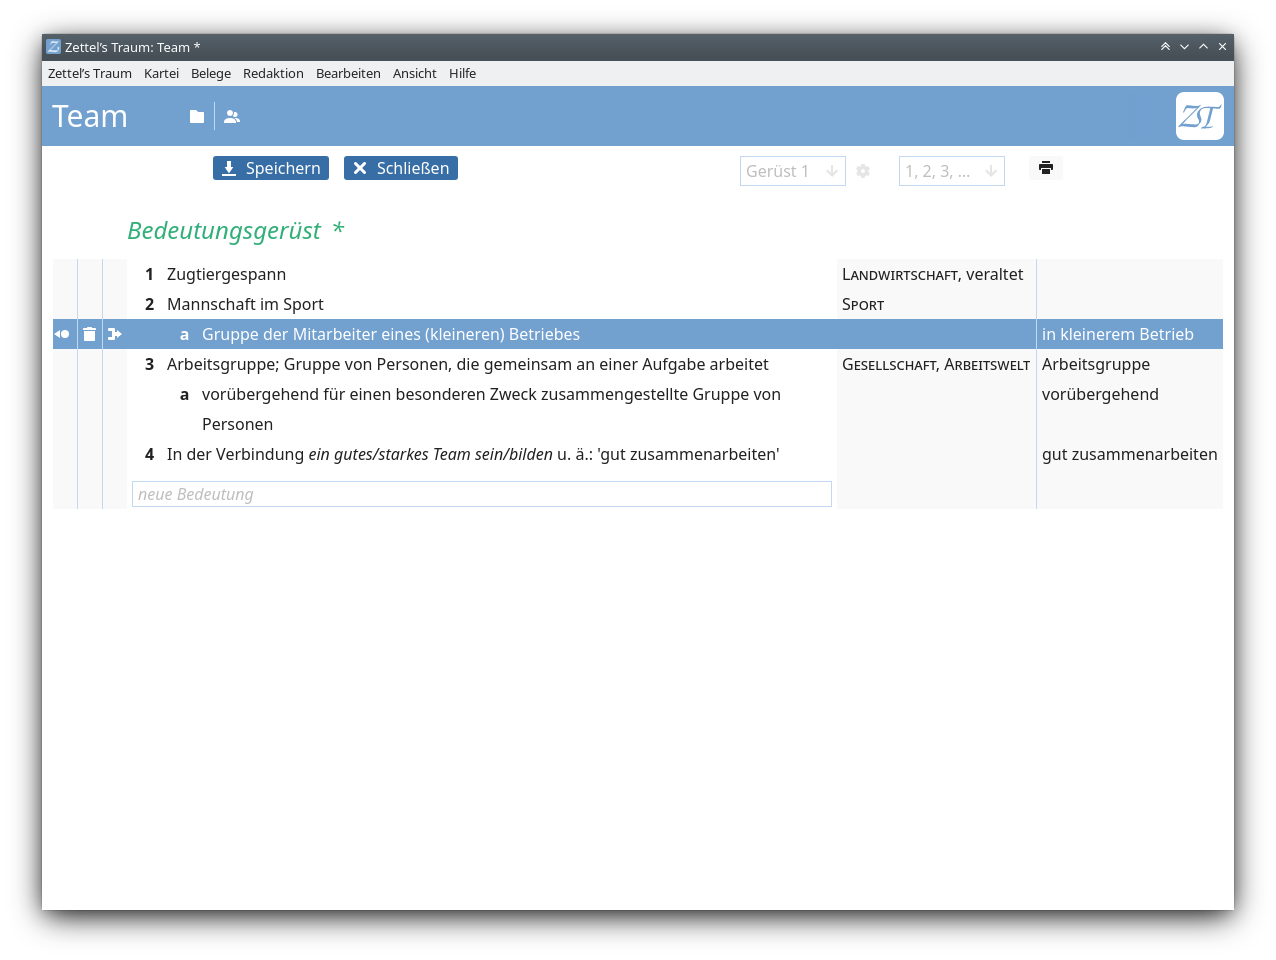 Zettel’s Traum: Team *
Zettel’s Traum Kartei Belege Redaktion Bearbeiten Ansicht Hilfe
Team
ZT
Speichern Schließen Gerüst 1 1, 2, 3, …
Bedeutungsgerüst *
1 Zugtiergespann Landwirtschaft, veraltet
2 Mannschaft im Sport Sport
a Gruppe der Mitarbeiter eines (kleineren) Betriebes in kleinerem Betrieb
3 Arbeitsgruppe; Gruppe von Personen, die gemeinsam an einer Aufgabe arbeitet Gesellschaft, Arbeitswelt Arbeitsgruppe
a vorübergehend für einen besonderen Zweck zusammengestellte Gruppe von vorübergehend
Personen
4 In der Verbindung ein gutes/starkes Team sein/bilden u. ä.: 'gut zusammenarbeiten' gut zusammenarbeiten
neue Bedeutung